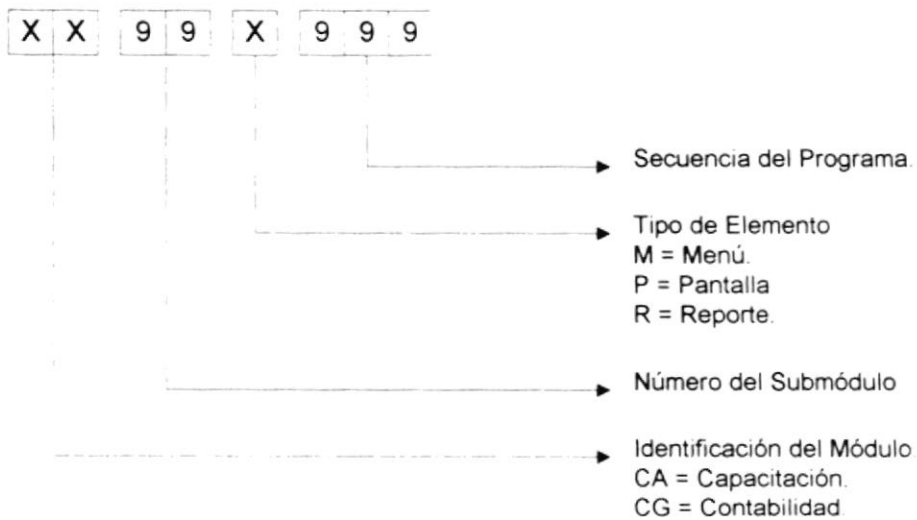 X X 9 9 X 9 9 9
Secuencia del Programa.
Tipo de Elemento
M = Menú.
P = Pantalla
R = Reporte.
Número del Submódulo
Identificación del Módulo.
CA = Capacitación.
CG = Contabilidad.